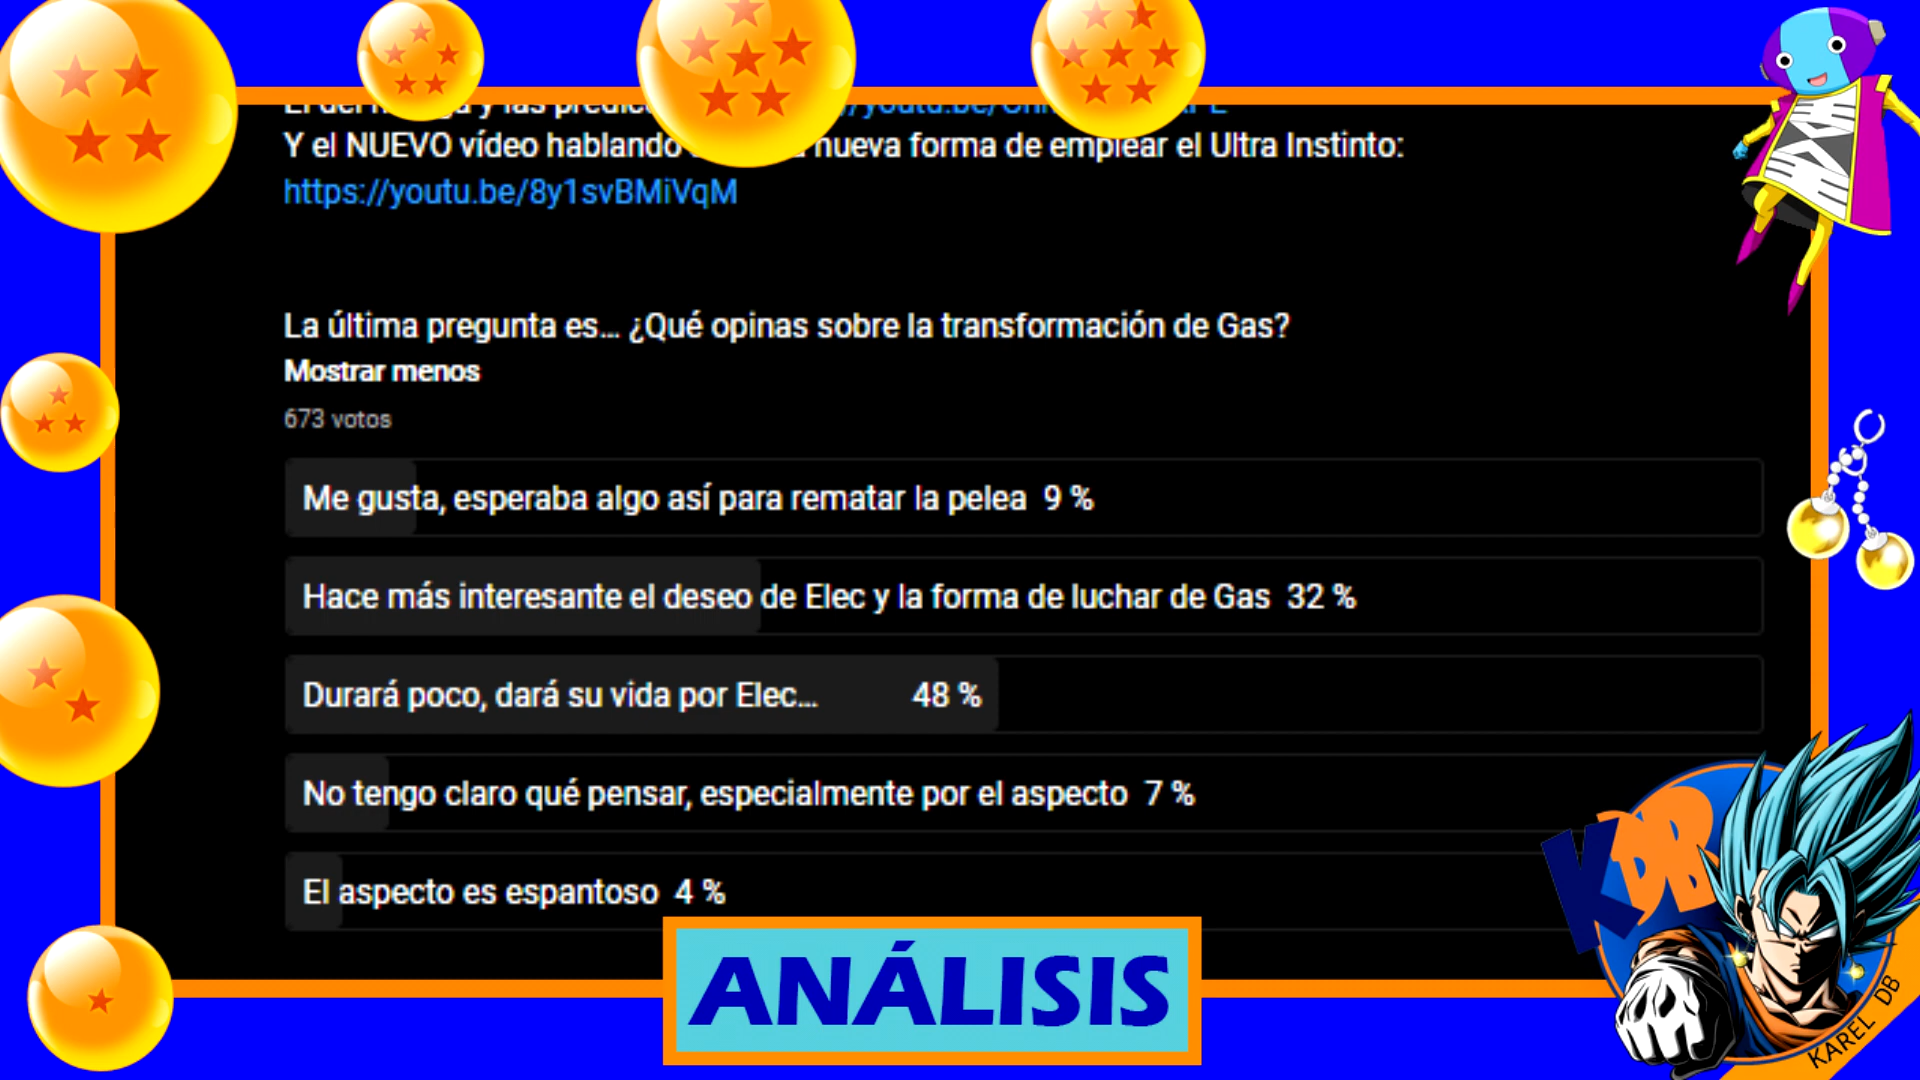 Y el NUEVO vídeo hablando nueva forma de emplear el Ultra Instinto:
https://youtu.be/8y1svBMiVqM
La última pregunta es... ¿Qué opinas sobre la transformación de Gas?
Mostrar menos
673 votos
Me gusta, esperaba algo así para rematar la pelea 9 %
Hace más interesante el deseo de Elec y la forma de luchar de Gas 32 %
Durará poco, dará su vida por Elec... 48 %
No tengo claro qué pensar, especialmente por el aspecto 7 %
El aspecto es espantoso 4 %
KDB
ANÁLISIS
KAREL DB